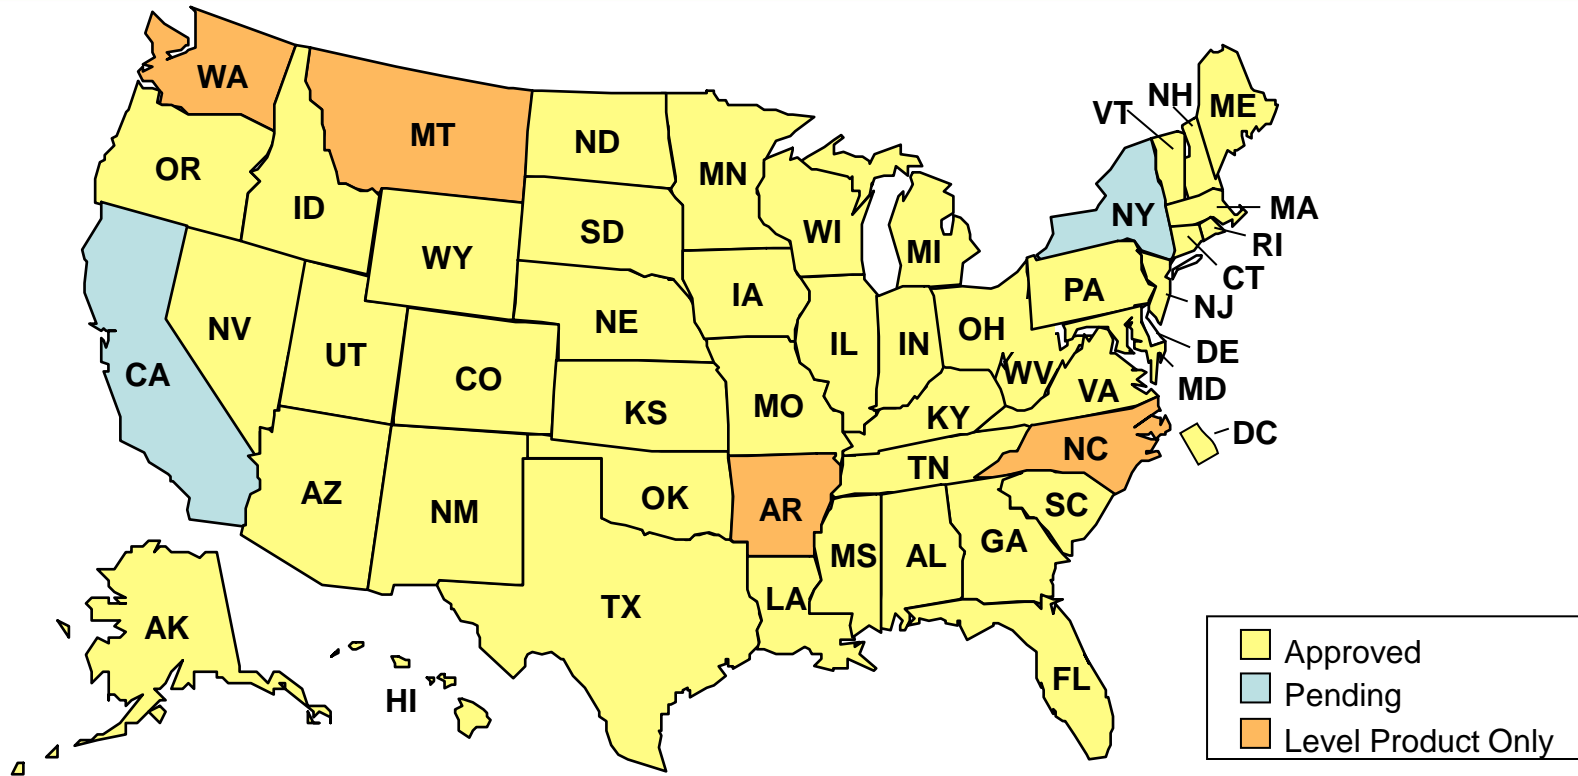 WA
MT
ND
MN
VT
NH
ME
OR
ID
SD
WI
MI
NY
MA
RI
CT
WY
IA
PA
NJ
NV
UT
CO
NE
IL
IN
OH
WV
VA
DE
MD
CA
KS
MO
KY
DC
AZ
NM
OK
AR
TN
NC
SC
MS
AL
GA
LA
TX
AK
HI
FL
Approved
Pending
Level Product Only